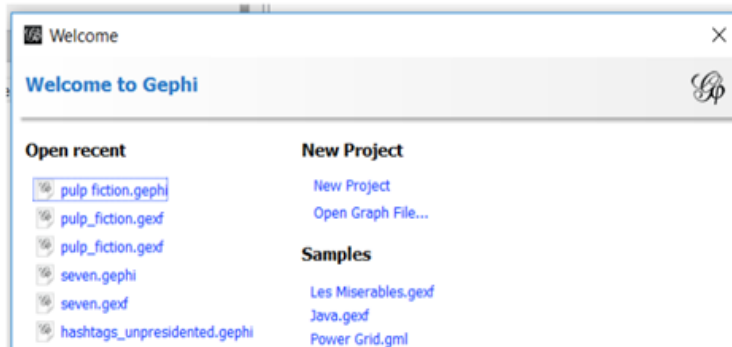 Welcome
Welcome to Gephi
Open recent
pulp fiction.gephi
pulp_fiction.gexf
pulp_fiction.gexf
seven.gephi
seven.gexf
hashtags_unpresidented.gephi
New Project
New Project
Open Graph File...
Samples
Les Miserables.gexf
Java.gexf
Power Grid.gml